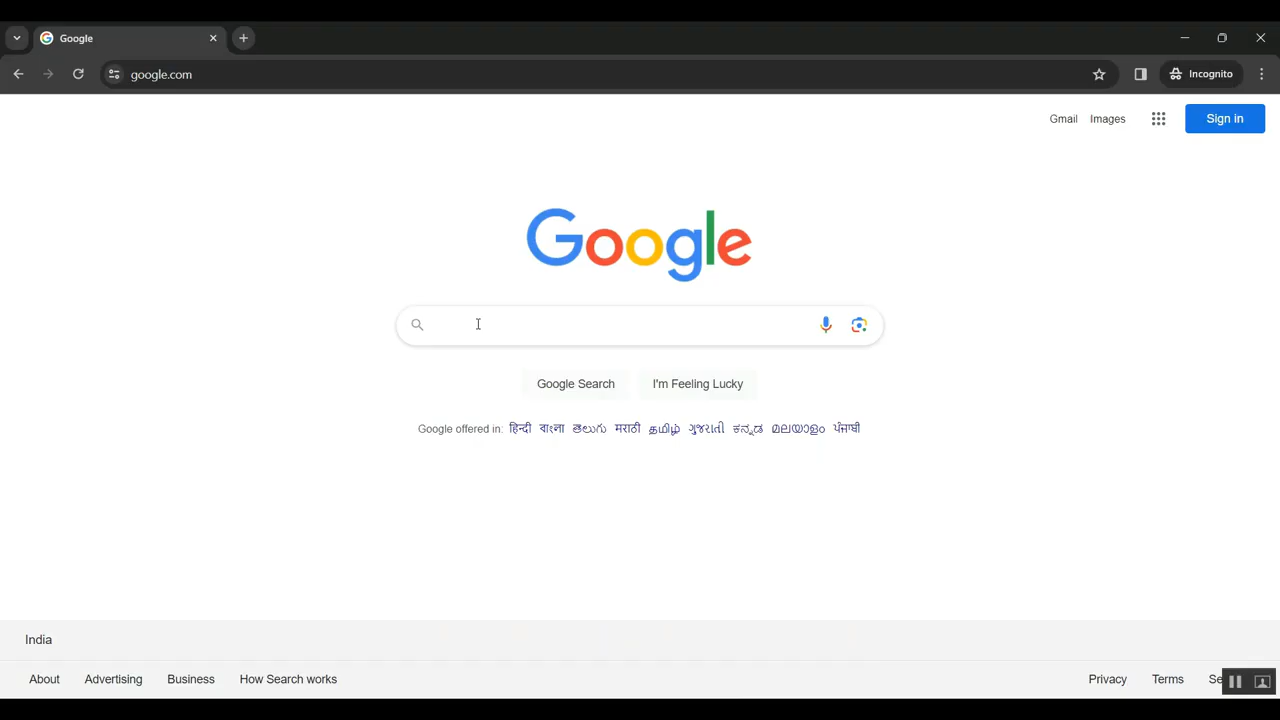 Google
google.com
Incognito
Gmail Images Sign in
Google
Google Search I'm Feeling Lucky
Google offered in: हिन्दी বাংলা తెలుగు मराठी தமிழ் ગુજરાતી ಕನ್ನಡ മലയാളം ਪੰਜਾਬੀ
India
About Advertising Business How Search works Privacy Terms Se